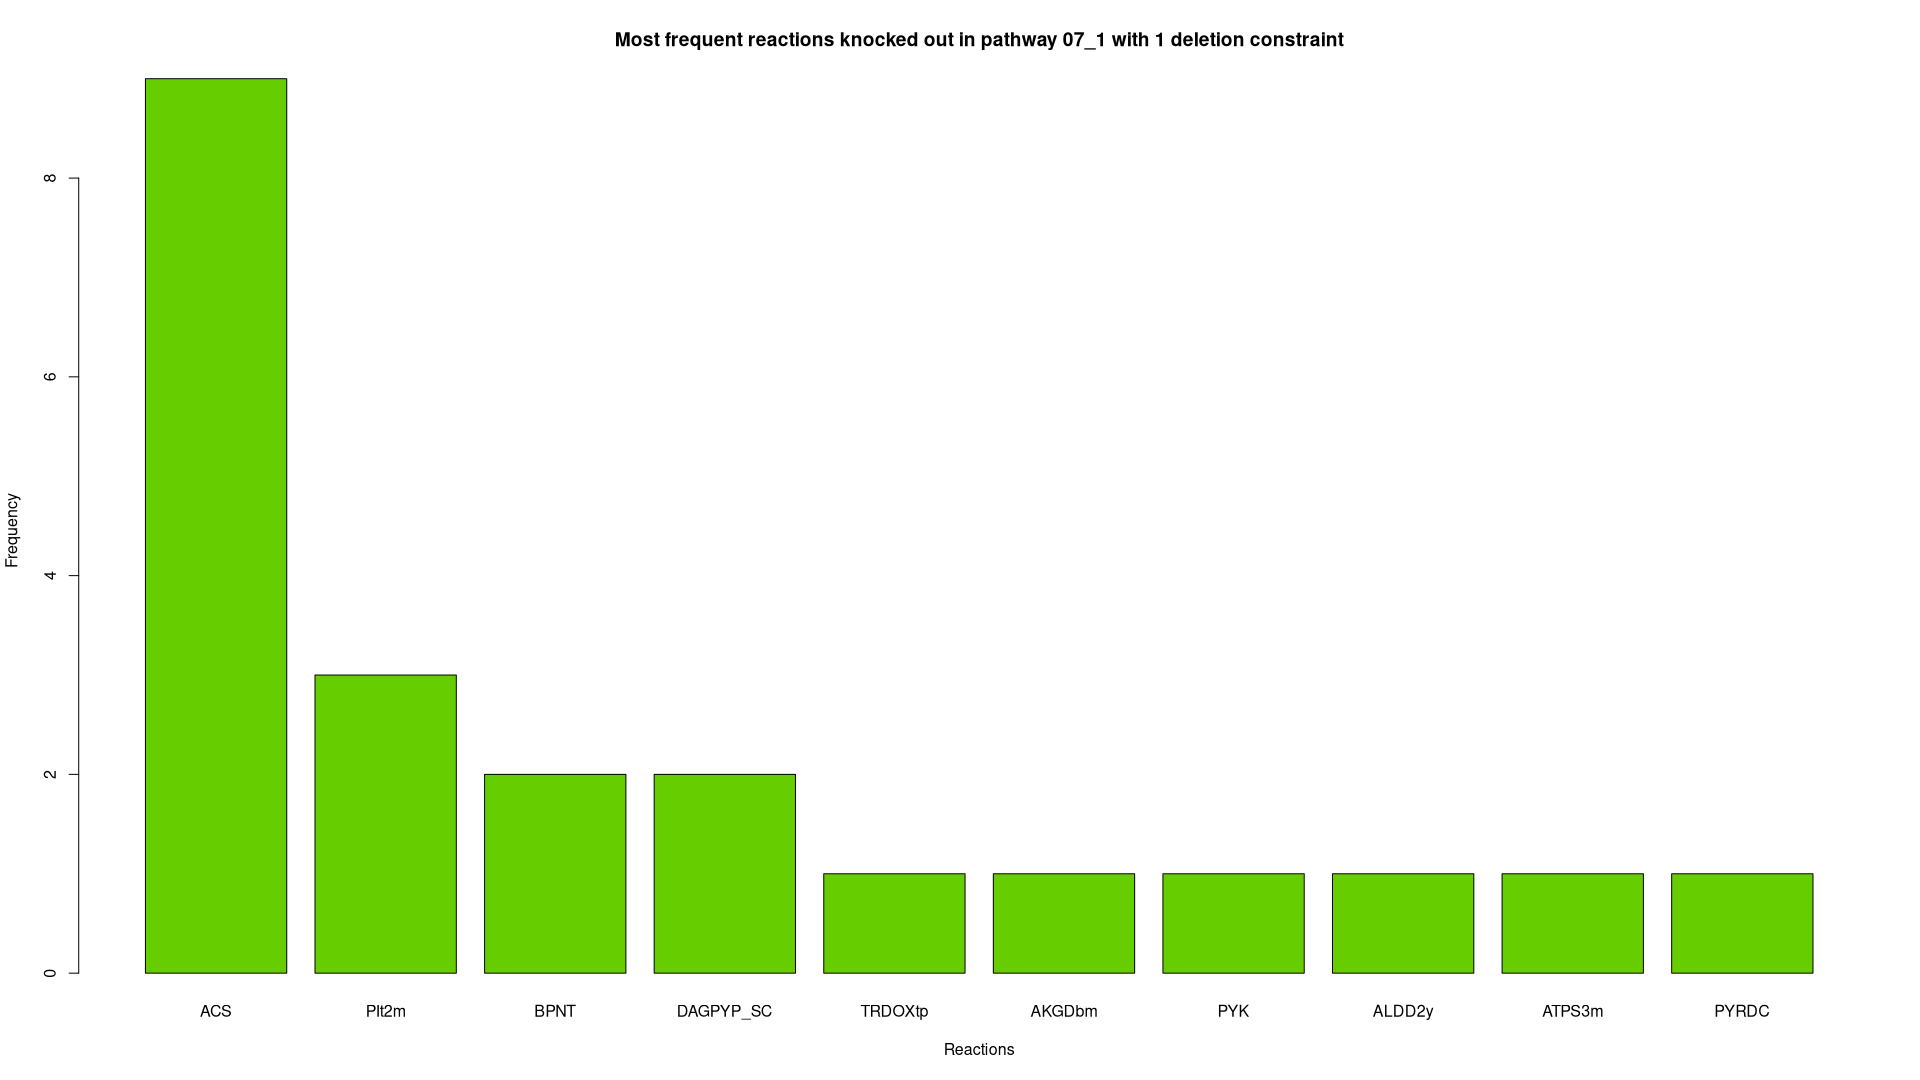 Most frequent reactions knocked out in pathway 07_1 with 1 deletion constraint
Frequency
8
6
4
2
0
ACS PIt2m BPNT DAGPYP_SC TRDOXtp AKGDbm PYK ALDD2y ATPS3m PYRDC
Reactions